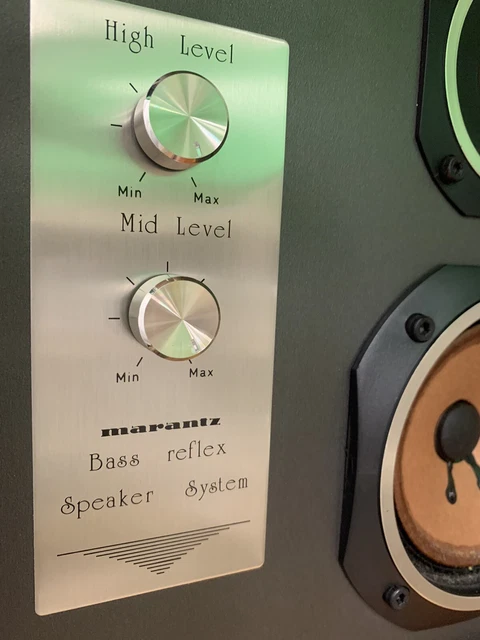 High Level
Min Max
Mid Level
Min Max
marantz
Bass reflex
Speaker System